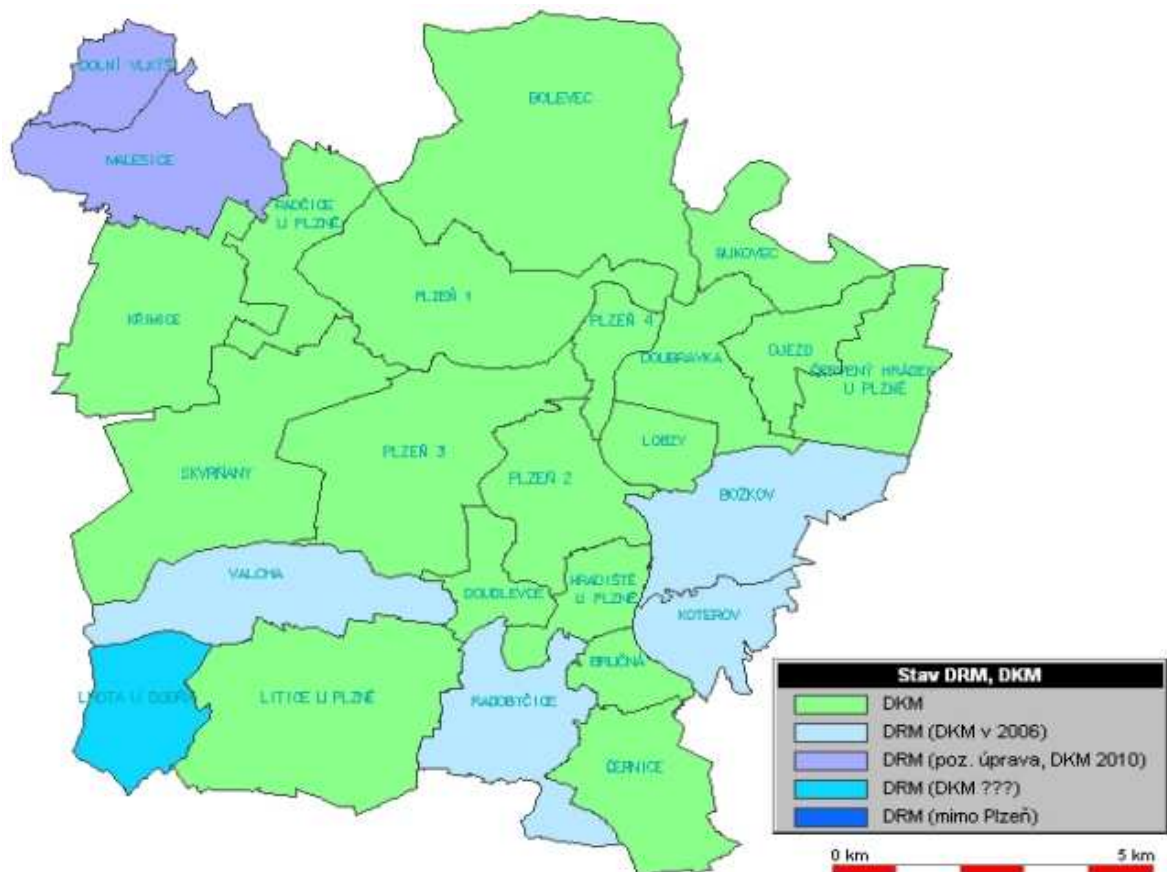 DOLNÍ VLKÝŠ
BOLEVEC
MALESICE
RADČICE
U PLZNĚ
BUKOVEC
PLZEŇ 1
KŘIMICE
PLZEŇ 4
DOUBRAVKA
ÚJEZD
ČERVENÝ HRÁDEK
U PLZNĚ
LOBZY
PLZEŇ 3
SKVRŇANY
PLZEŇ 2
BOŽKOV
VALCHA
HRADIŠTĚ
U PLZNĚ
DOUDLEVCE
KOTEROV
BRUČNÁ
LHOTA U DOBŘAN
LITICE U PLZNĚ
RADOBYČICE
ČERNICE
Stav DRM, DKM
DKM
DRM (DKM v 2006)
DRM (poz. úprava, DKM 2010)
DRM (DKM ???)
DRM (mimo Plzeň)
0 km 5 km